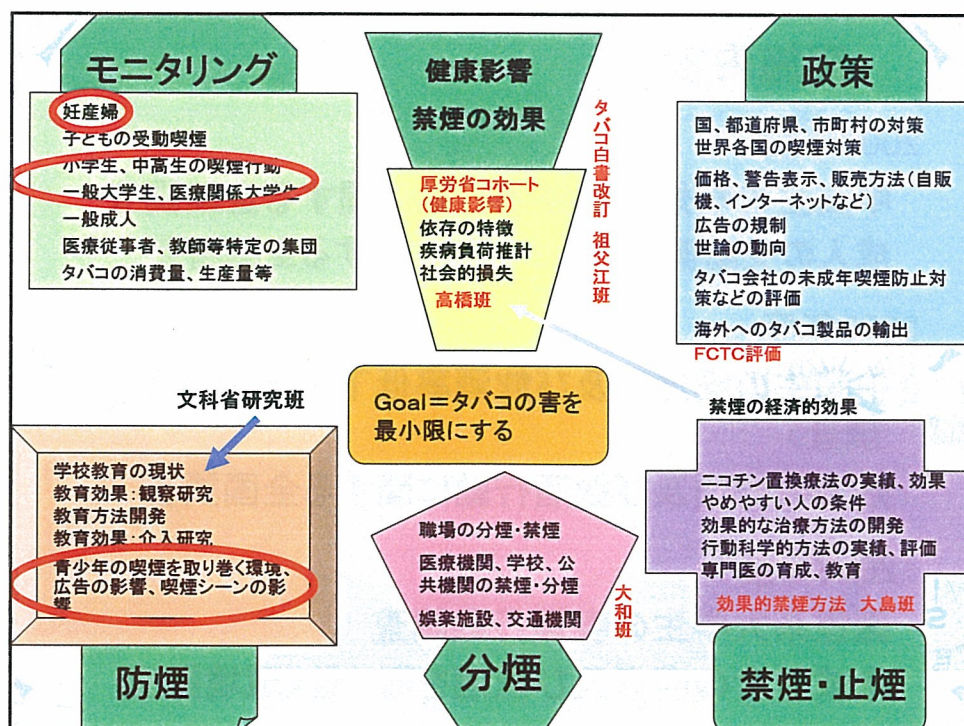 モニタリング
妊産婦
子どもの受動喫煙
小学生、中高生の喫煙行動
一般大学生、医療関係大学生
一般成人
医療従事者、教師等特定の集団
タバコの消費量、生産量等
健康影響
禁煙の効果
厚労省コホート
(健康影響)
依存の特徴
疾病負荷推計
社会的損失
高橋班
タバコ白書改訂 祖父江班
政策
国、都道府県、市町村の対策
世界各国の喫煙対策
価格、警告表示、販売方法(自販
機、インターネットなど)
広告の規制
世論の動向
タバコ会社の未成年喫煙防止対
策などの評価
海外へのタバコ製品の輸出
FCTC評価
文科省研究班
Goal=タバコの害を
最小限にする
禁煙の経済的効果
学校教育の現状
教育効果:観察研究
教育方法開発
教育効果:介入研究
青少年の喫煙を取り巻く環境、
広告の影響、喫煙シーンの影
響
防煙
職場の分煙・禁煙
医療機関、学校、公
共機関の禁煙・分煙
娯楽施設、交通機関
大和班
分煙
ニコチン置換療法の実績、効果
やめやすい人の条件
効果的な治療方法の開発
行動科学的方法の実績、評価
専門医の育成、教育
効果的禁煙方法 大島班
禁煙・止煙